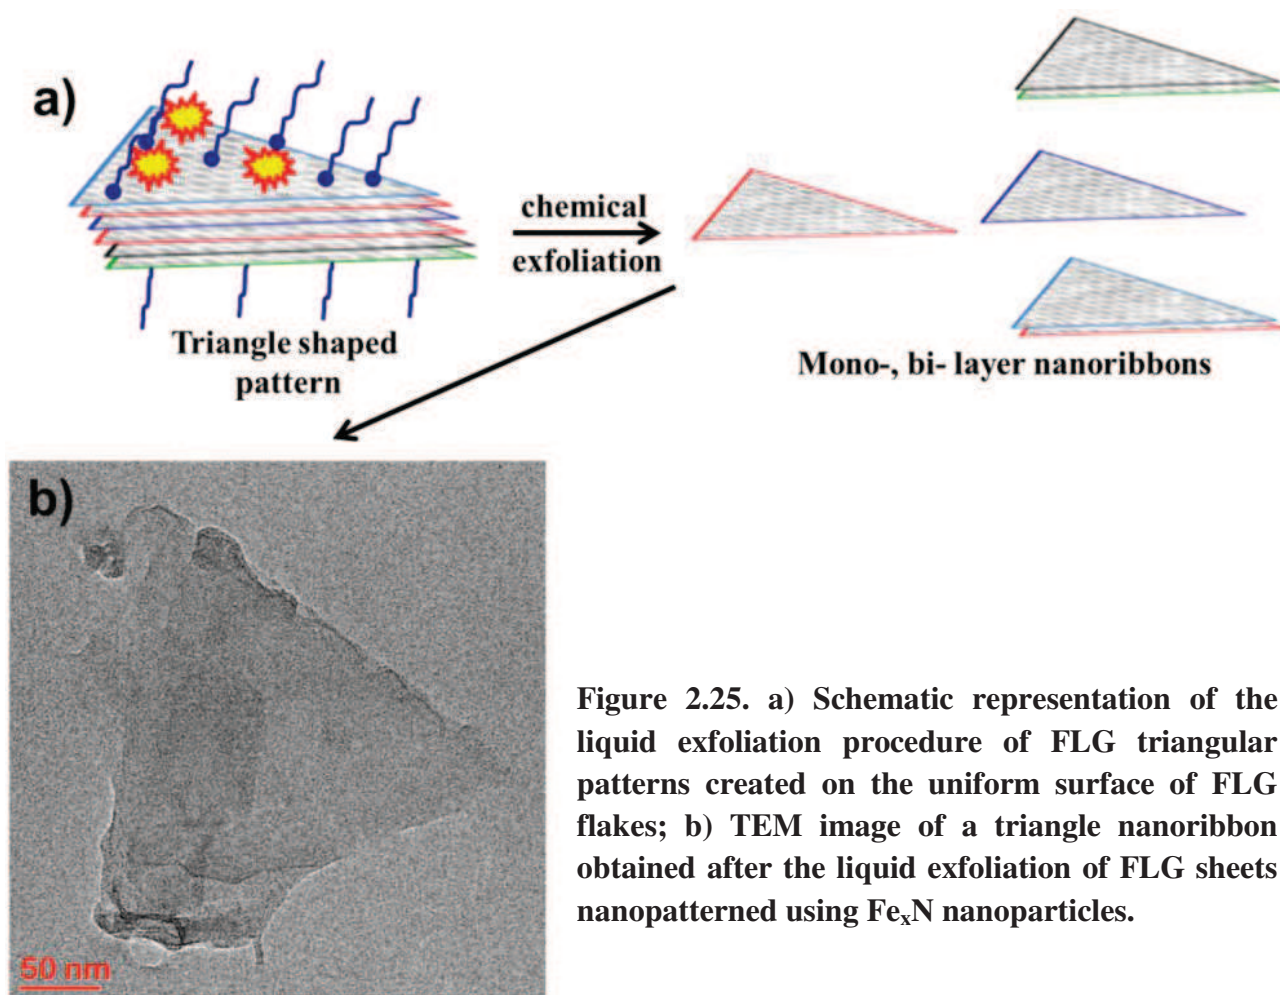 a)
chemical
exfoliation
Triangle shaped
pattern
Mono-, bi- layer nanoribbons
b)
50 nm
Figure 2.25. a) Schematic representation of the
liquid exfoliation procedure of FLG triangular
patterns created on the uniform surface of FLG
flakes; b) TEM image of a triangle nanoribbon
obtained after the liquid exfoliation of FLG sheets
nanopatterned using FeₓN nanoparticles.